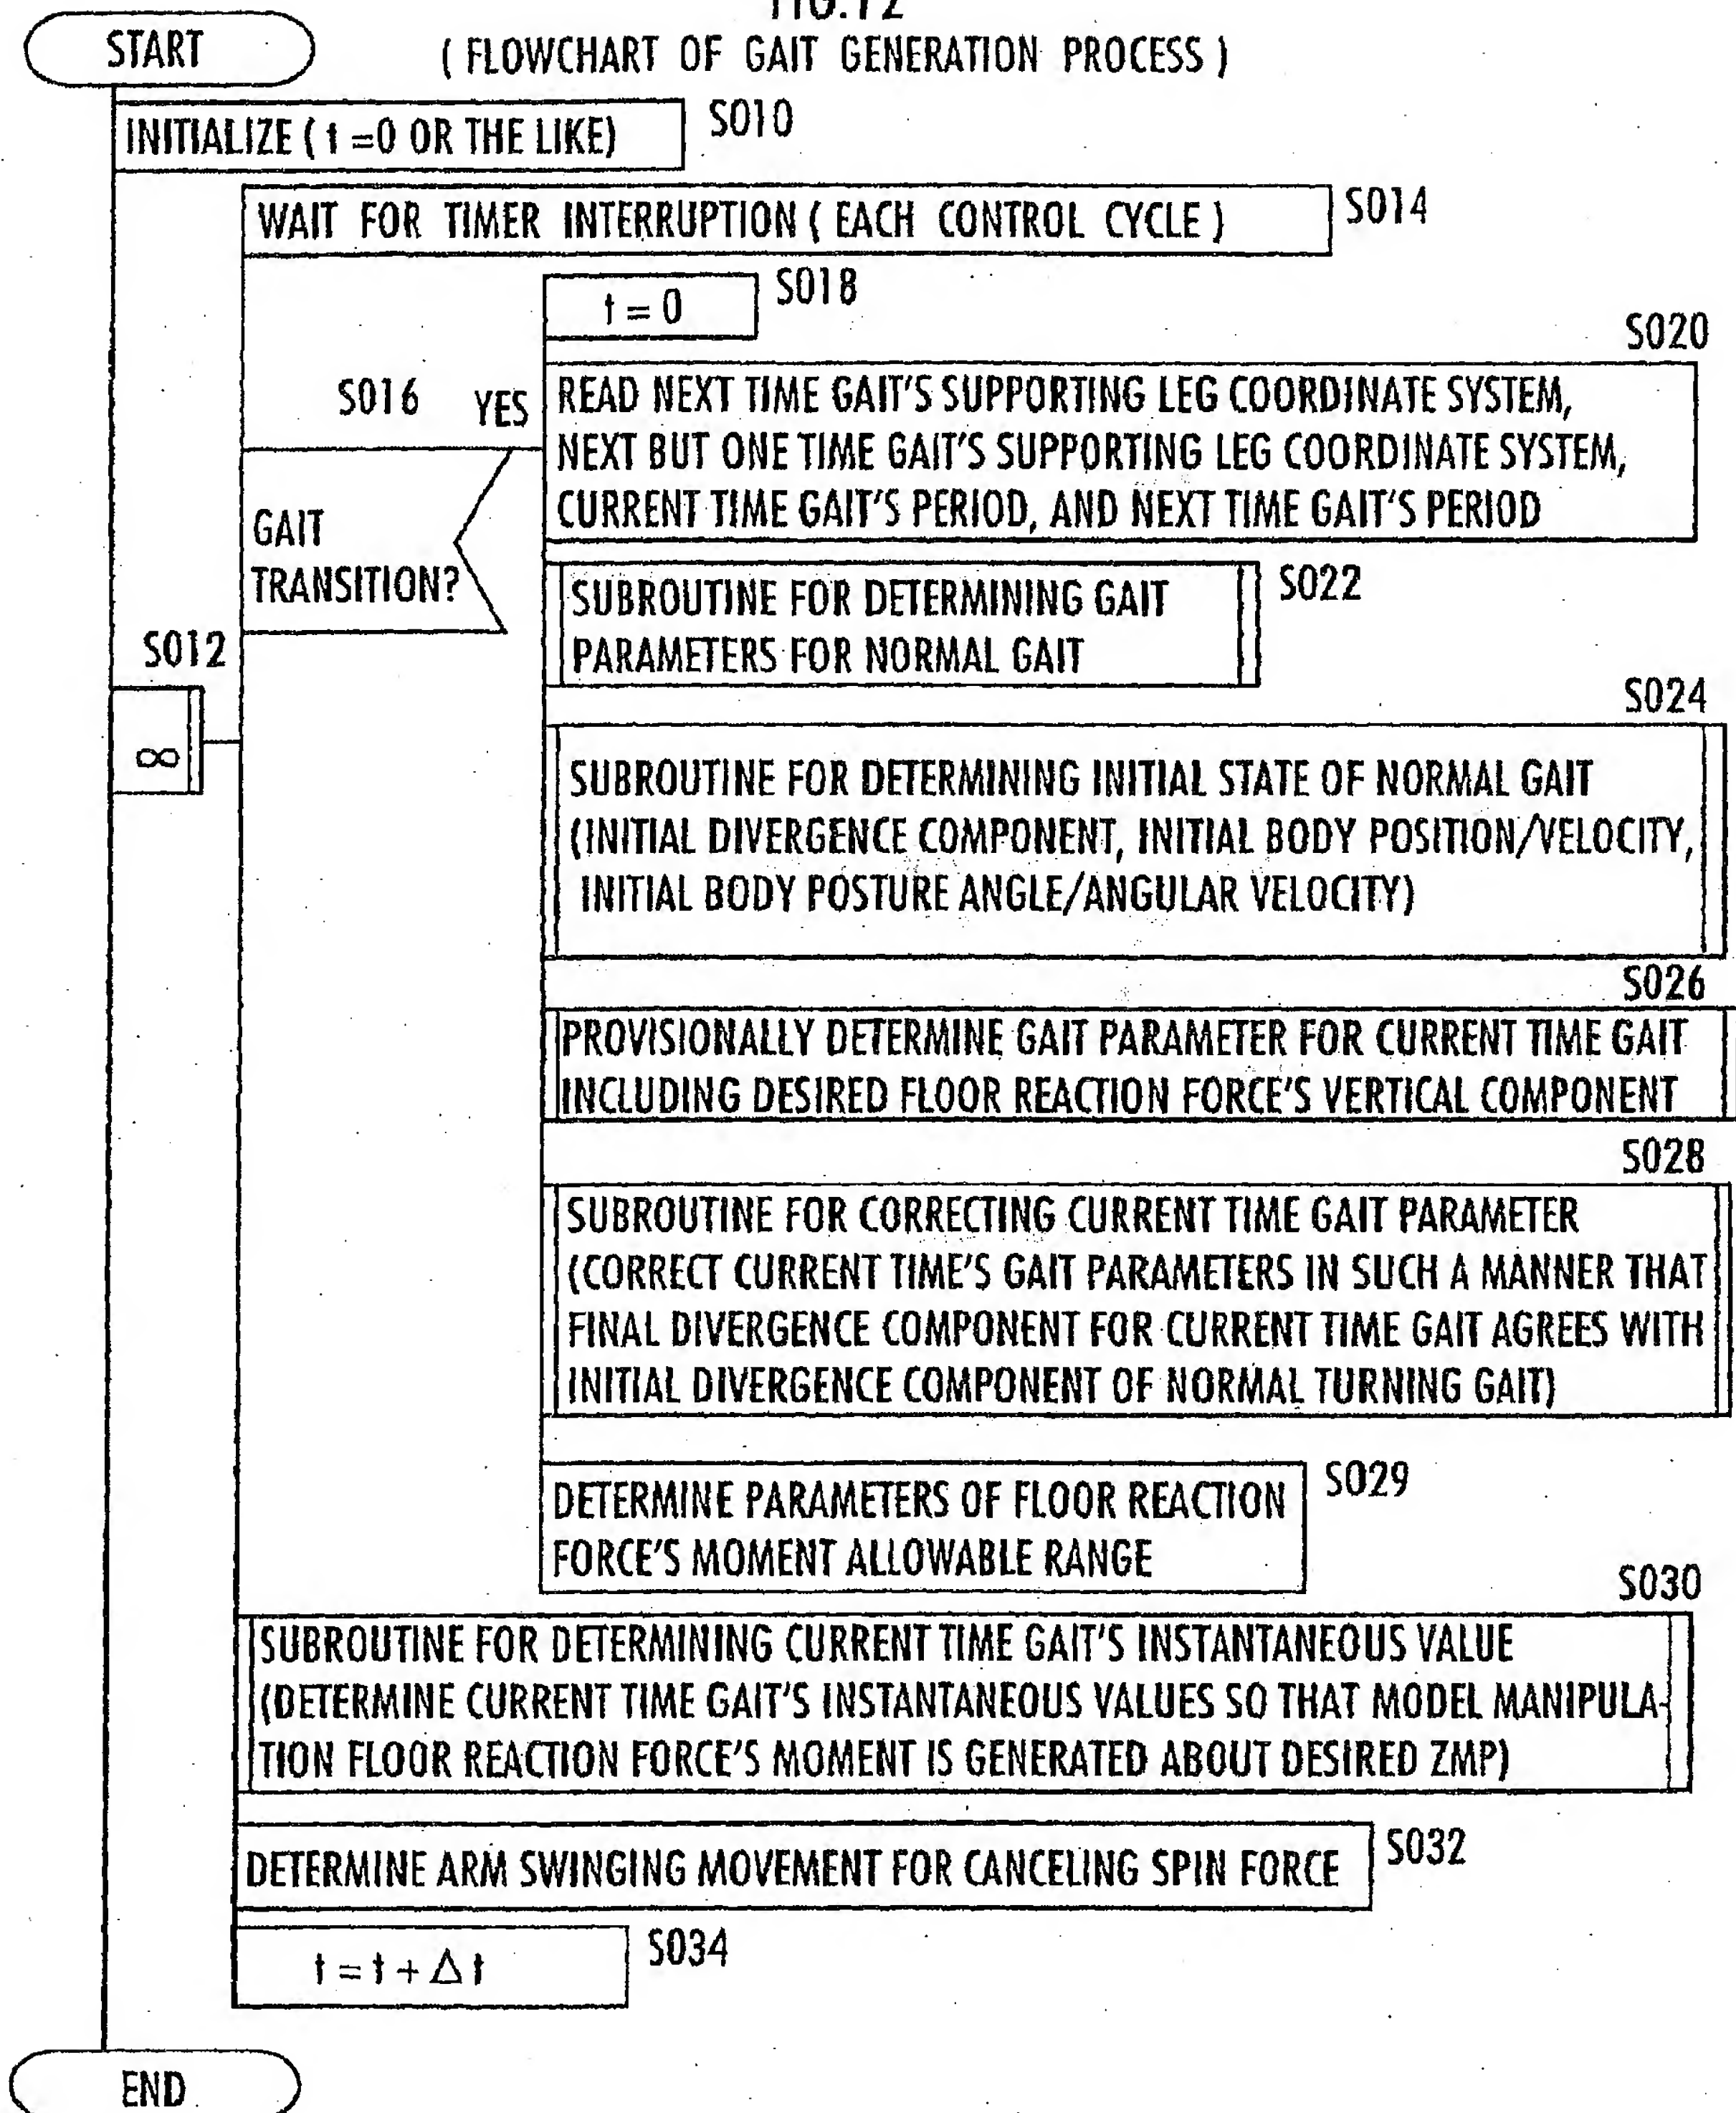 FIG.12
START
( FLOWCHART OF GAIT GENERATION PROCESS )
INITIALIZE ( t =0 OR THE LIKE)
S010
WAIT FOR TIMER INTERRUPTION ( EACH CONTROL CYCLE )
S014
t = 0
S018
S020
S016
YES
READ NEXT TIME GAIT'S SUPPORTING LEG COORDINATE SYSTEM,
NEXT BUT ONE TIME GAIT'S SUPPORTING LEG COORDINATE SYSTEM,
CURRENT TIME GAIT'S PERIOD, AND NEXT TIME GAIT'S PERIOD
GAIT
TRANSITION?
SUBROUTINE FOR DETERMINING GAIT
PARAMETERS FOR NORMAL GAIT
S022
S012
∞
S024
SUBROUTINE FOR DETERMINING INITIAL STATE OF NORMAL GAIT
(INITIAL DIVERGENCE COMPONENT, INITIAL BODY POSITION/VELOCITY,
INITIAL BODY POSTURE ANGLE/ANGULAR VELOCITY)
S026
PROVISIONALLY DETERMINE GAIT PARAMETER FOR CURRENT TIME GAIT
INCLUDING DESIRED FLOOR REACTION FORCE'S VERTICAL COMPONENT
S028
SUBROUTINE FOR CORRECTING CURRENT TIME GAIT PARAMETER
(CORRECT CURRENT TIME'S GAIT PARAMETERS IN SUCH A MANNER THAT
FINAL DIVERGENCE COMPONENT FOR CURRENT TIME GAIT AGREES WITH
INITIAL DIVERGENCE COMPONENT OF NORMAL TURNING GAIT)
DETERMINE PARAMETERS OF FLOOR REACTION
FORCE'S MOMENT ALLOWABLE RANGE
S029
S030
SUBROUTINE FOR DETERMINING CURRENT TIME GAIT'S INSTANTANEOUS VALUE
(DETERMINE CURRENT TIME GAIT'S INSTANTANEOUS VALUES SO THAT MODEL MANIPULA-
TION FLOOR REACTION FORCE'S MOMENT IS GENERATED ABOUT DESIRED ZMP)
DETERMINE ARM SWINGING MOVEMENT FOR CANCELING SPIN FORCE
S032
t = t + Δ t
S034
END